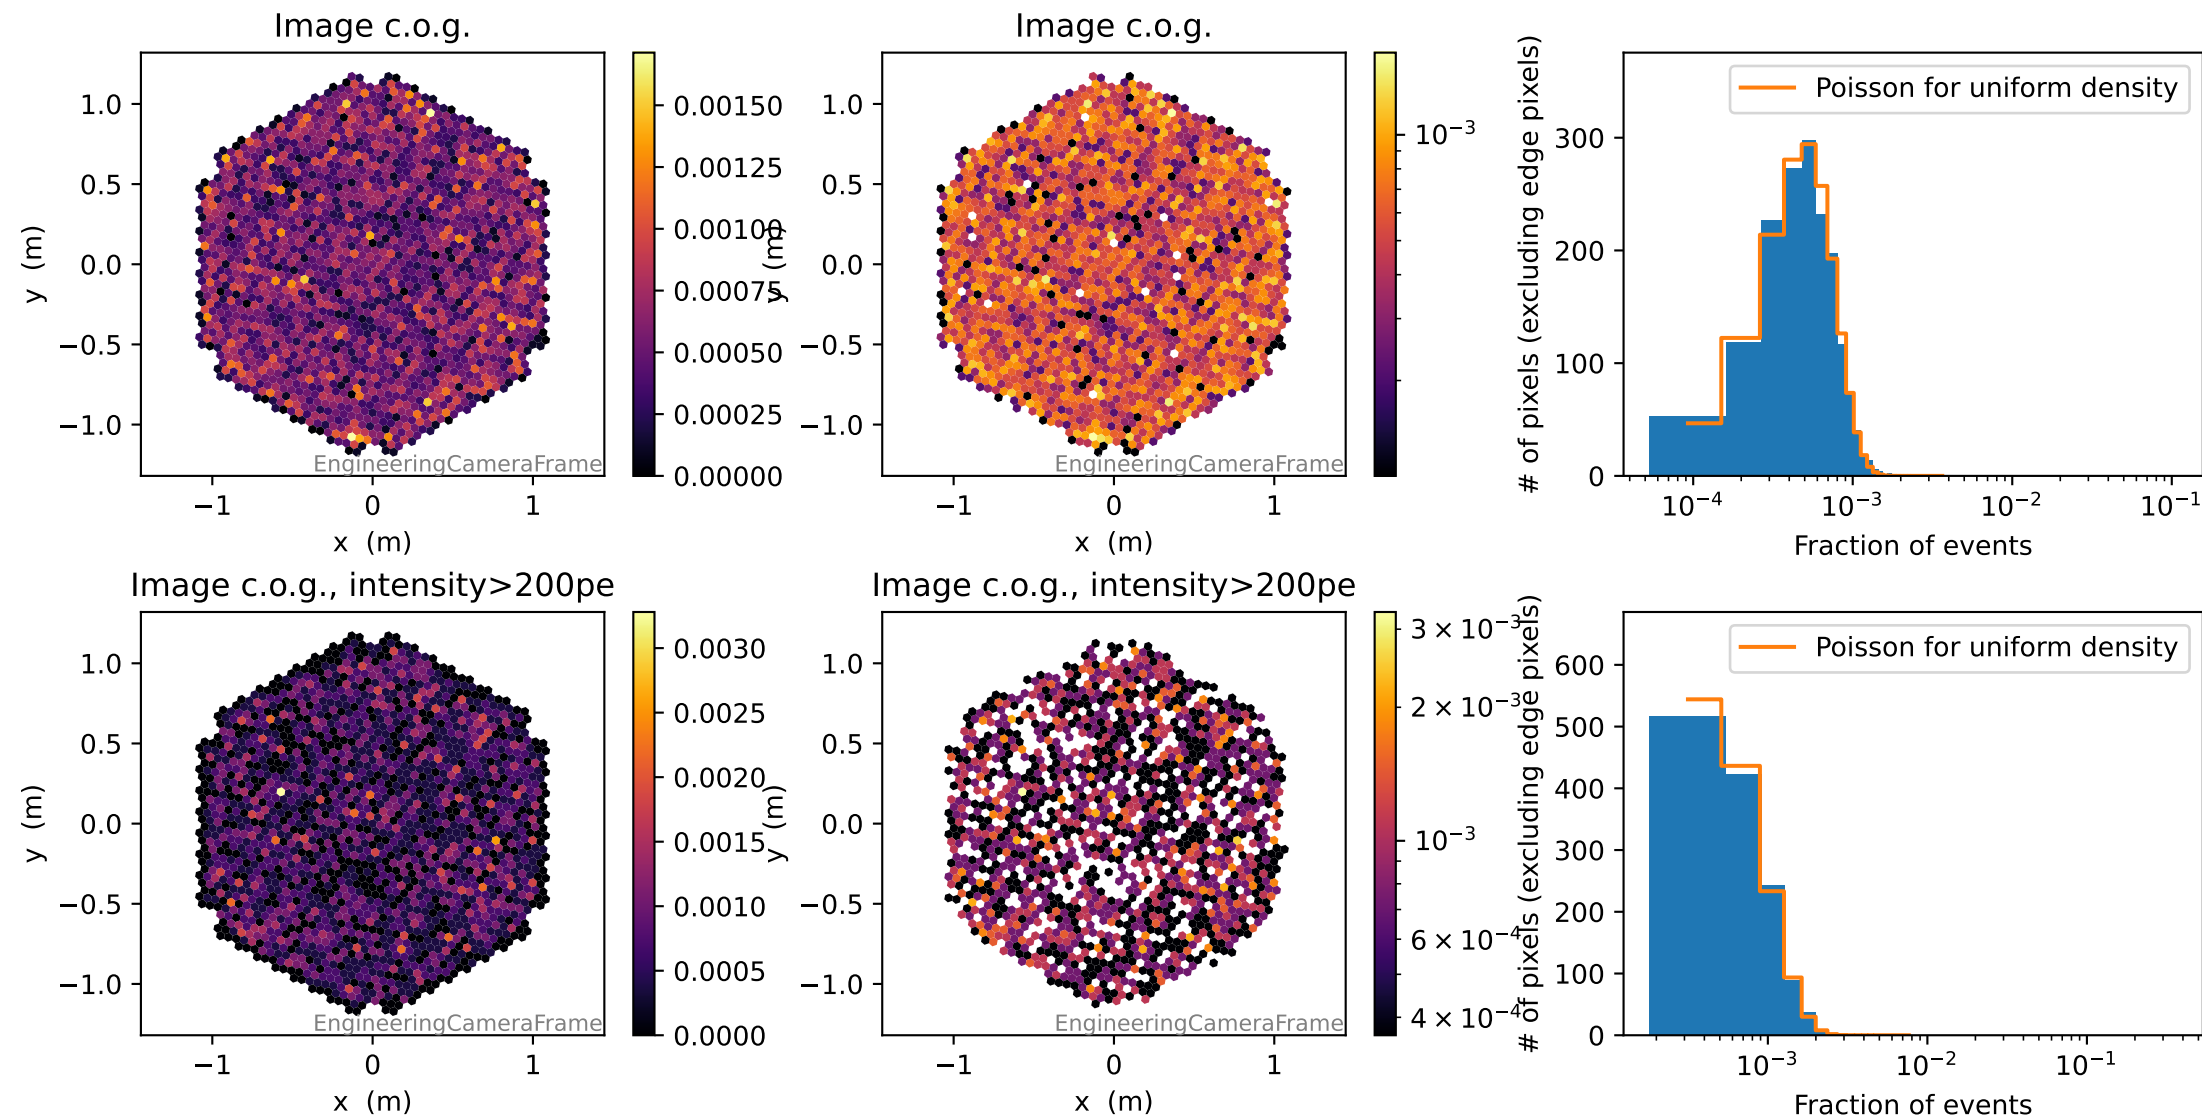 Image c.o.g.
1.0
0.5
0.0
−0.5
−1.0
y (m)
−1
0
1
x (m)
EngineeringCameraFrame
0.00150
0.00125
0.00100
0.00075
0.00050
0.00025
0.00000
Image c.o.g.
1.0
0.5
0.0
−0.5
−1.0
y (m)
−1
0
1
x (m)
EngineeringCameraFrame
10⁻³
Poisson for uniform density
300
200
100
0
# of pixels (excluding edge pixels)
10⁻⁴
10⁻³
10⁻²
10⁻¹
Fraction of events
Image c.o.g., intensity>200pe
1.0
0.5
0.0
−0.5
−1.0
y (m)
−1
0
1
x (m)
EngineeringCameraFrame
0.0030
0.0025
0.0020
0.0015
0.0010
0.0005
0.0000
Image c.o.g., intensity>200pe
1.0
0.5
0.0
−0.5
−1.0
y (m)
−1
0
1
x (m)
EngineeringCameraFrame
3 × 10⁻³
2 × 10⁻³
10⁻³
6 × 10⁻⁴
4 × 10⁻⁴
Poisson for uniform density
600
500
400
300
200
100
0
# of pixels (excluding edge pixels)
10⁻³
10⁻²
10⁻¹
Fraction of events